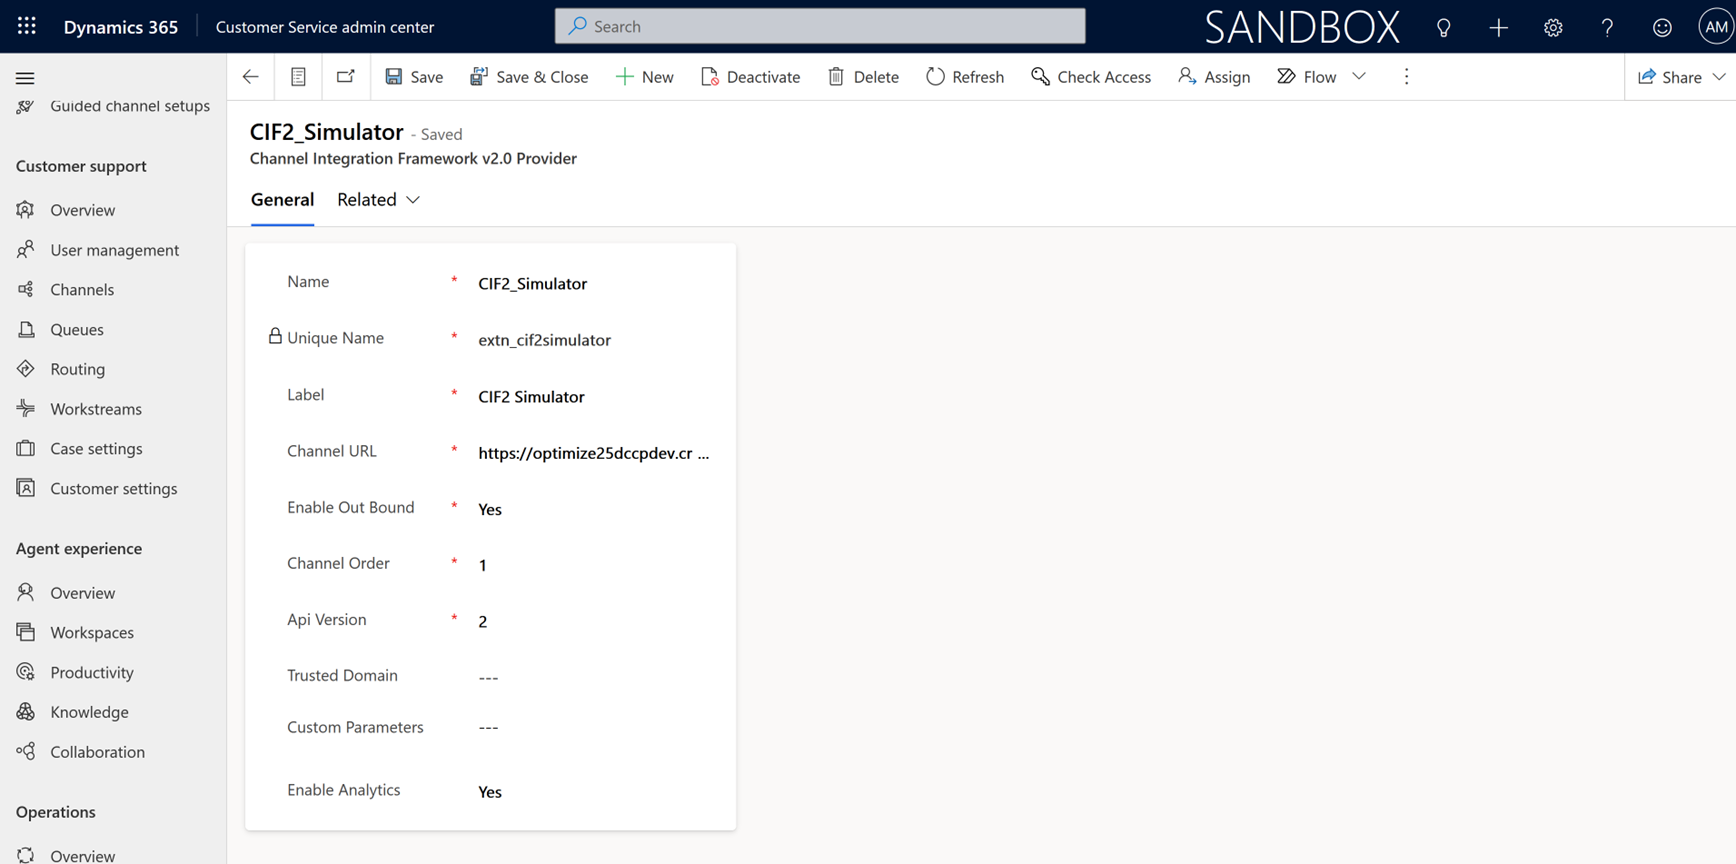 Dynamics 365
Customer Service admin center
Search
SANDBOX
AM
Save
Save & Close
New
Deactivate
Delete
Refresh
Check Access
Assign
Flow
Share
Guided channel setups
Customer support
Overview
User management
Channels
Queues
Routing
Workstreams
Case settings
Customer settings
Agent experience
Overview
Workspaces
Productivity
Knowledge
Collaboration
Operations
Overview
CIF2_Simulator - Saved
Channel Integration Framework v2.0 Provider
General
Related
Name * CIF2_Simulator
Unique Name * extn_cif2simulator
Label * CIF2 Simulator
Channel URL * https://optimize25dccpdev.cr ...
Enable Out Bound * Yes
Channel Order * 1
Api Version * 2
Trusted Domain ---
Custom Parameters ---
Enable Analytics Yes